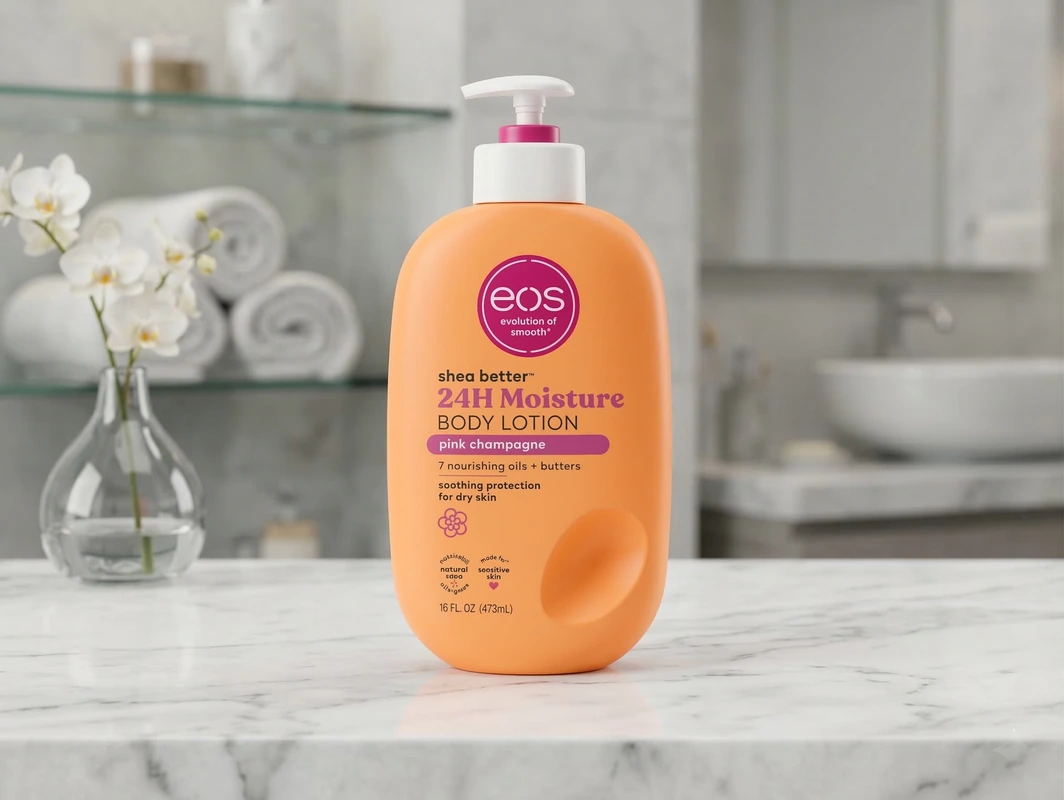 eos
evolution of
smooth®
shea better™
24H Moisture
BODY LOTION
pink champagne
7 nourishing oils + butters
soothing protection
for dry skin
natural
made for
soositive
skin
16 FL. OZ (473mL)